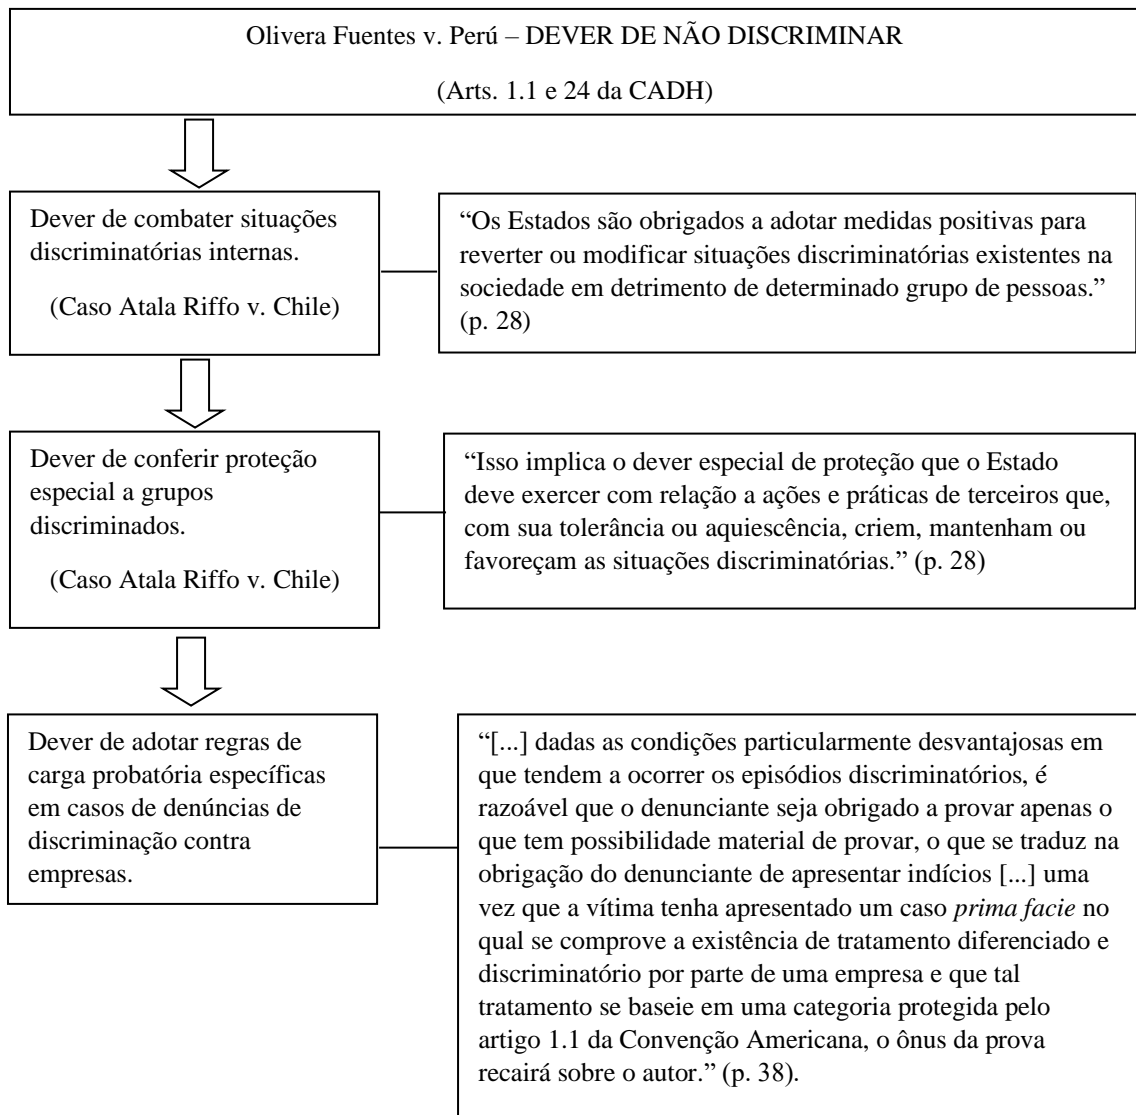 Olivera Fuentes v. Perú – DEVER DE NÃO DISCRIMINAR
(Arts. 1.1 e 24 da CADH)
Dever de combater situações
discriminatórias internas.
(Caso Atala Riffo v. Chile)
“Os Estados são obrigados a adotar medidas positivas para
reverter ou modificar situações discriminatórias existentes na
sociedade em detrimento de determinado grupo de pessoas.”
(p. 28)
Dever de conferir proteção
especial a grupos
discriminados.
(Caso Atala Riffo v. Chile)
“Isso implica o dever especial de proteção que o Estado
deve exercer com relação a ações e práticas de terceiros que,
com sua tolerância ou aquiescência, criem, mantenham ou
favoreçam as situações discriminatórias.” (p. 28)
Dever de adotar regras de
carga probatória específicas
em casos de denúncias de
discriminação contra
empresas.
“[...] dadas as condições particularmente desvantajosas em
que tendem a ocorrer os episódios discriminatórios, é
razoável que o denunciante seja obrigado a provar apenas o
que tem possibilidade material de provar, o que se traduz na
obrigação do denunciante de apresentar indícios [...] uma
vez que a vítima tenha apresentado um caso prima facie no
qual se comprove a existência de tratamento diferenciado e
discriminatório por parte de uma empresa e que tal
tratamento se baseie em uma categoria protegida pelo
artigo 1.1 da Convenção Americana, o ônus da prova
recairá sobre o autor.” (p. 38).